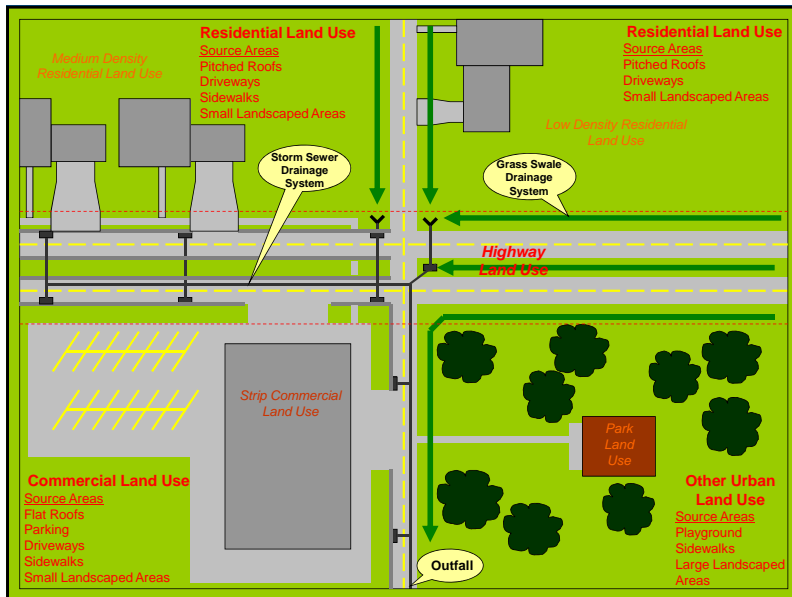 Residential Land Use
Source Areas
Pitched Roofs
Driveways
Sidewalks
Small Landscaped Areas
Medium Density
Residential Land Use
Residential Land Use
Source Areas
Pitched Roofs
Driveways
Sidewalks
Small Landscaped Areas
Low Density Residential
Land Use
Storm Sewer
Drainage
System
Grass Swale
Drainage
System
Highway
Land Use
Strip Commercial
Land Use
Park
Land
Use
Commercial Land Use
Source Areas
Flat Roofs
Parking
Driveways
Sidewalks
Small Landscaped Areas
Other Urban
Land Use
Source Areas
Playground
Sidewalks
Large Landscaped
Areas
Outfall